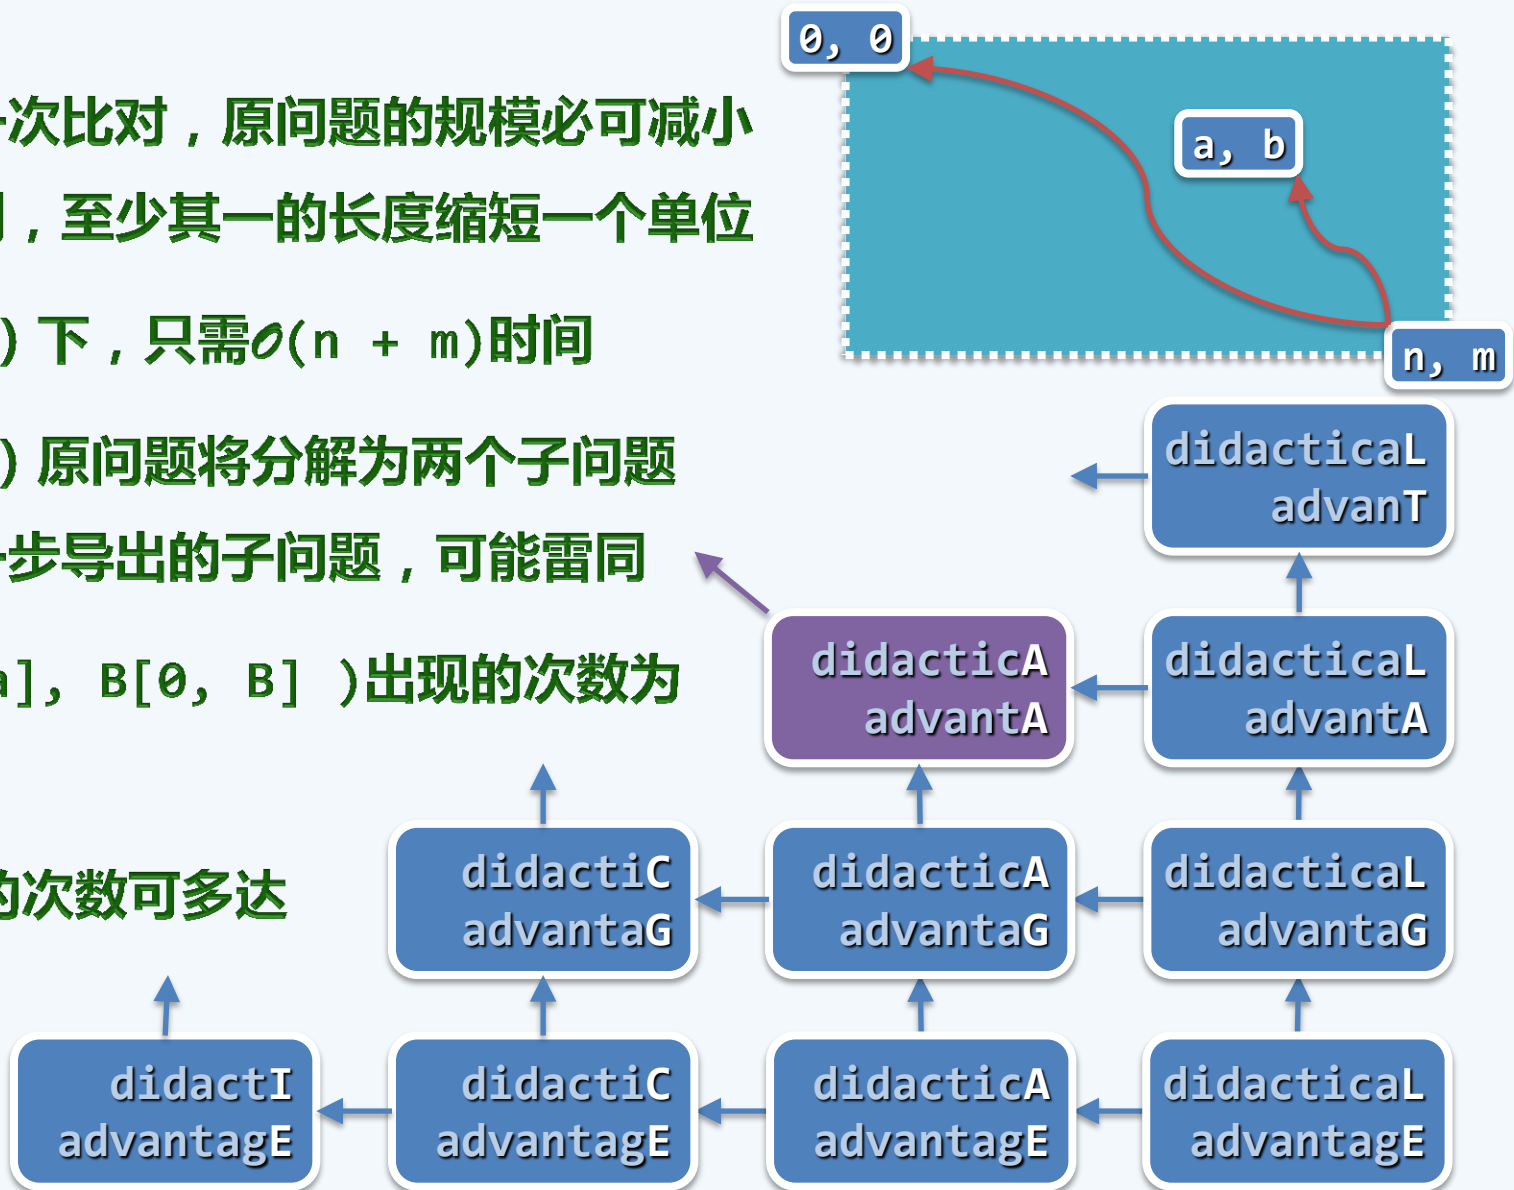 0, 0
次比对，原问题的规模必可减小
a, b
，至少其一的长度缩短一个单位
) 下，只需O(n + m)时间
n, m
) 原问题将分解为两个子问题
didacticaL
advanT
步导出的子问题，可能雷同
didacticA
advantA
didacticaL
advantA
a], B[0, B] )出现的次数为
didactiC
advantaG
didacticA
advantaG
didacticaL
advantaG
的次数可多达
didactI
advantagE
didactiC
advantagE
didacticA
advantagE
didacticaL
advantagE